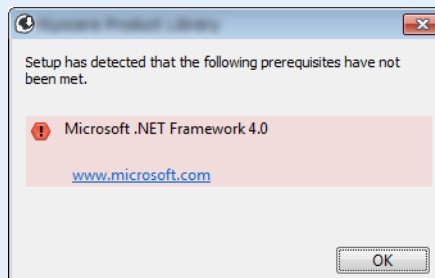 Setup has detected that the following prerequisites have not
been met.
Microsoft .NET Framework 4.0
www.microsoft.com
OK